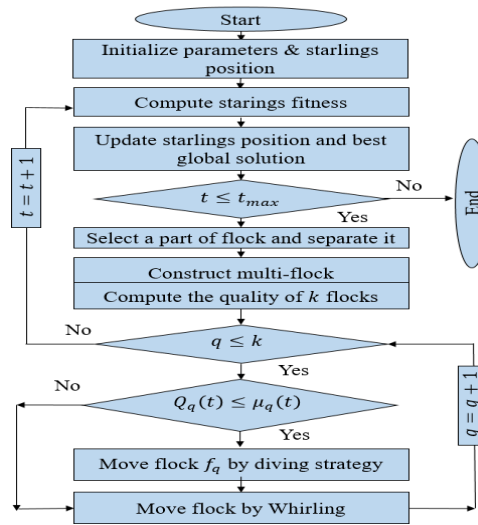 Start
Initialize parameters & starlings
position
Compute starings fitness
Update starlings position and best
global solution
t = t + 1
t ≤ t_max
No
End
Yes
Select a part of flock and separate it
Construct multi-flock
Compute the quality of k flocks
No
q ≤ k
Yes
No
Q_q(t) ≤ μ_q(t)
q = q + 1
Yes
Move flock f_q by diving strategy
Move flock by Whirling